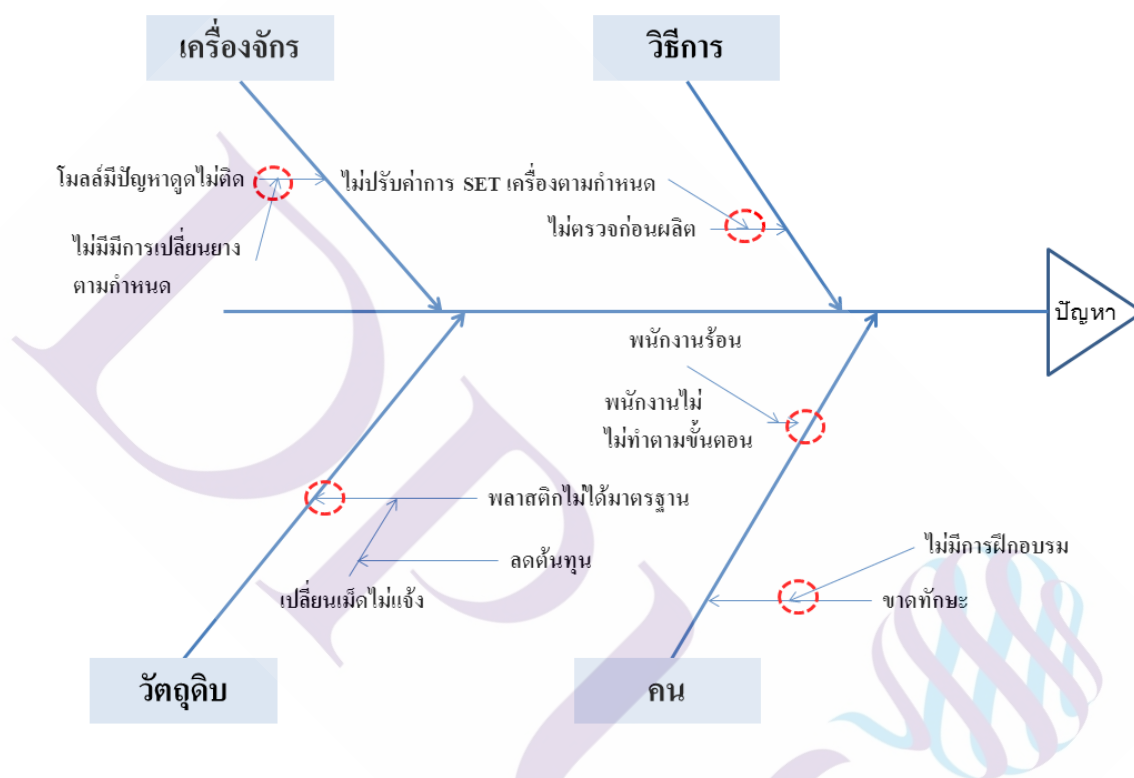 เครื่องจักร
วิธีการ
โมลล์มีปัญหาดูดไม่ติด
ไม่ปรับค่าการ SET เครื่องตามกำหนด
ไม่ตรวจก่อนผลิต
ไม่มีมีการเปลี่ยนยาง
ตามกำหนด
ปัญหา
พนักงานร้อน
พนักงานไม่
ไม่ทำตามขั้นตอน
พลาสติกไม่ได้มาตรฐาน
ลดต้นทุน
เปลี่ยนเม็ดไม่แจ้ง
ไม่มีการฝึกอบรม
ขาดทักษะ
วัตถุดิบ
คน